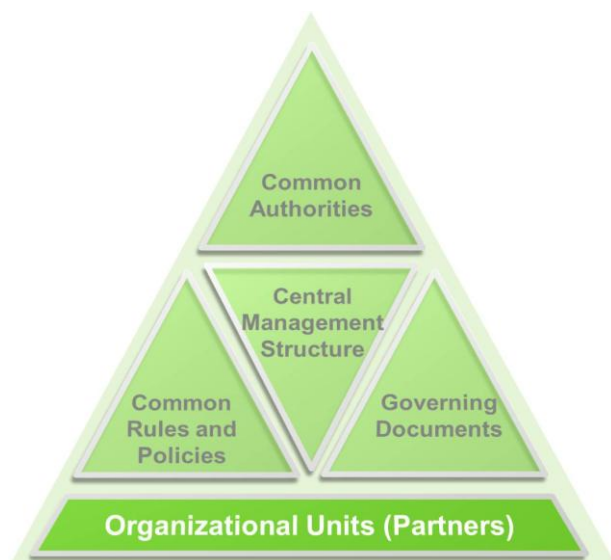 Common
Authorities
Central
Management
Structure
Common
Rules and
Policies
Governing
Documents
Organizational Units (Partners)